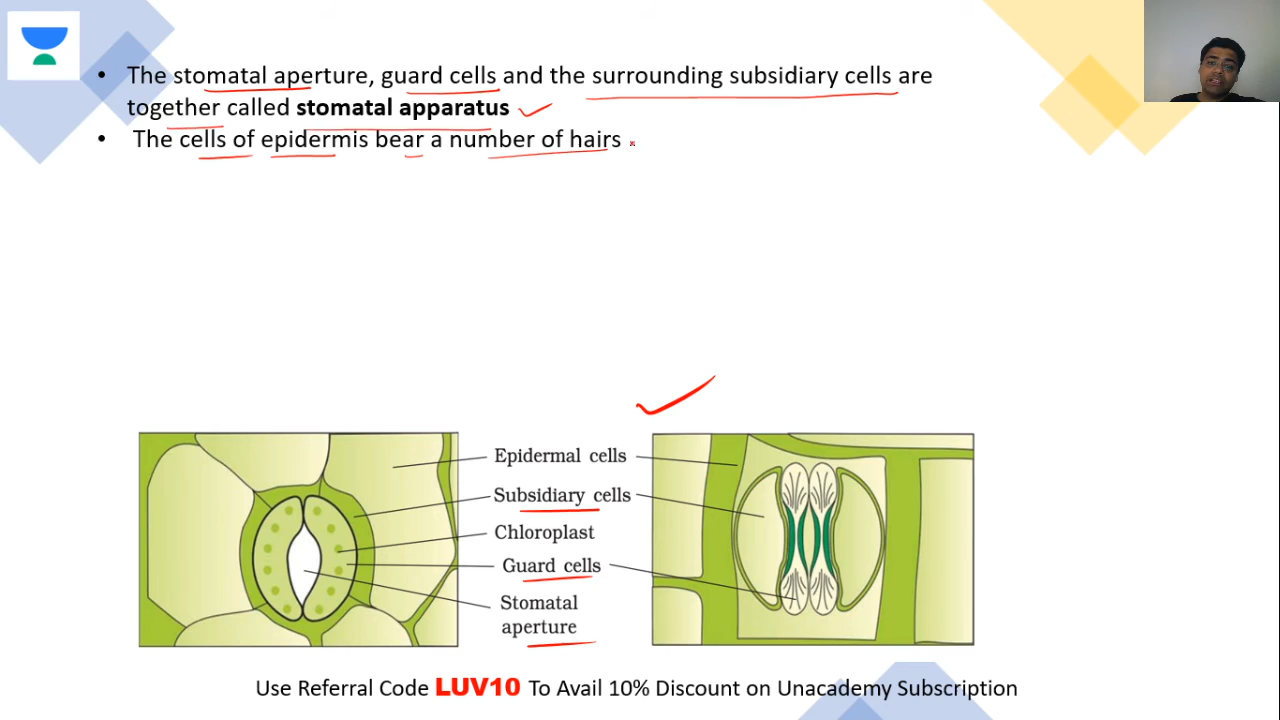 • The stomatal aperture, guard cells and the surrounding subsidiary cells are
together called stomatal apparatus
• The cells of epidermis bear a number of hairs
Epidermal cells
Subsidiary cells
Chloroplast
Guard cells
Stomatal
aperture
Use Referral Code LUV10 To Avail 10% Discount on Unacademy Subscription